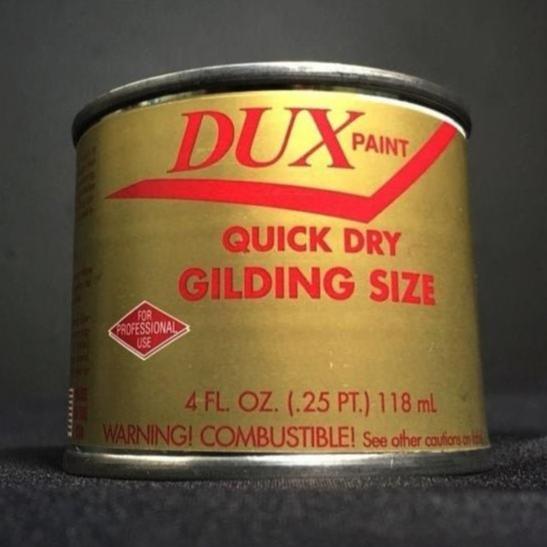 DUX PAINT
QUICK DRY
GILDING SIZE
FOR
PROFESSIONAL
USE
4 FL. OZ. (.25 PT.) 118 mL
WARNING! COMBUSTIBLE! See other cautions on